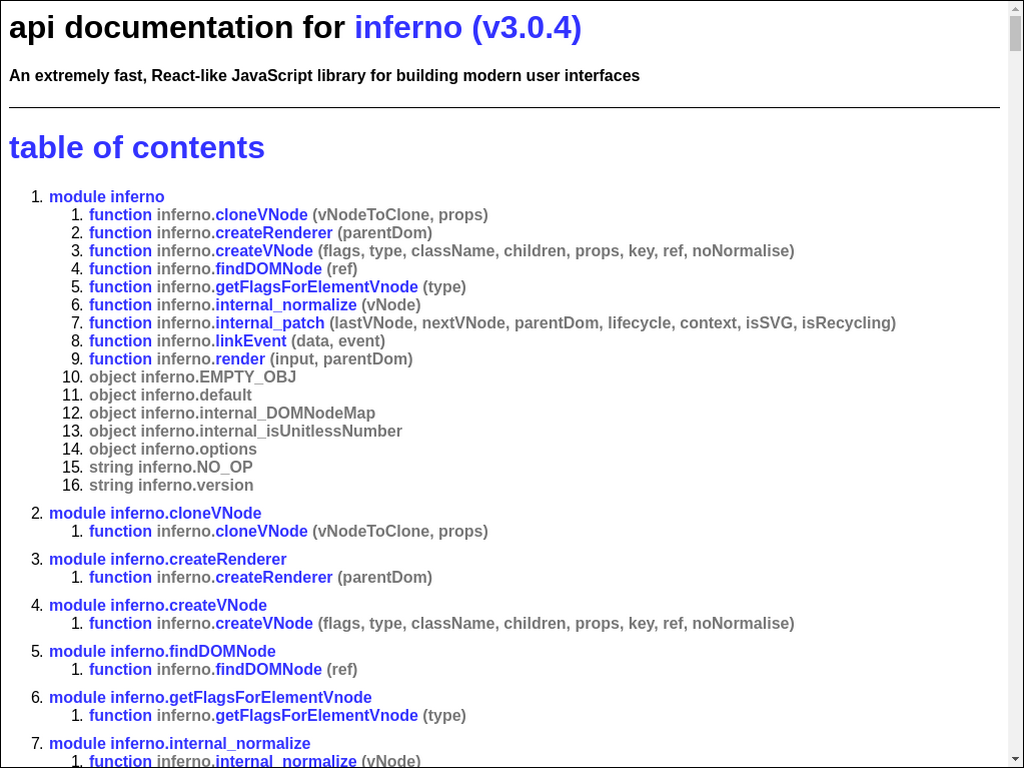 api documentation for inferno (v3.0.4)
An extremely fast, React-like JavaScript library for building modern user interfaces
table of contents
1. module inferno
1. function inferno.cloneVNode (vNodeToClone, props)
2. function inferno.createRenderer (parentDom)
3. function inferno.createVNode (flags, type, className, children, props, key, ref, noNormalise)
4. function inferno.findDOMNode (ref)
5. function inferno.getFlagsForElementVnode (type)
6. function inferno.internal_normalize (vNode)
7. function inferno.internal_patch (lastVNode, nextVNode, parentDom, lifecycle, context, isSVG, isRecycling)
8. function inferno.linkEvent (data, event)
9. function inferno.render (input, parentDom)
10. object inferno.EMPTY_OBJ
11. object inferno.default
12. object inferno.internal_DOMNodeMap
13. object inferno.internal_isUnitlessNumber
14. object inferno.options
15. string inferno.NO_OP
16. string inferno.version
2. module inferno.cloneVNode
1. function inferno.cloneVNode (vNodeToClone, props)
3. module inferno.createRenderer
1. function inferno.createRenderer (parentDom)
4. module inferno.createVNode
1. function inferno.createVNode (flags, type, className, children, props, key, ref, noNormalise)
5. module inferno.findDOMNode
1. function inferno.findDOMNode (ref)
6. module inferno.getFlagsForElementVnode
1. function inferno.getFlagsForElementVnode (type)
7. module inferno.internal_normalize
1. function inferno.internal_normalize (vNode)